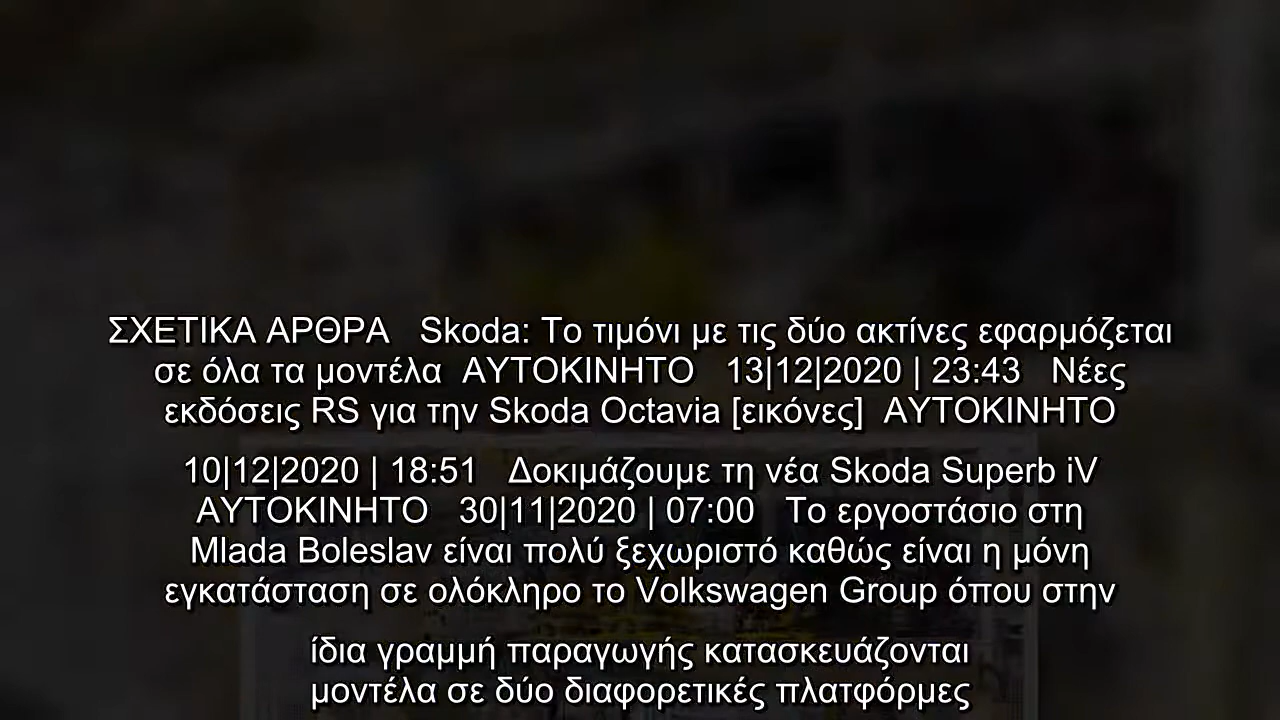 ΣΧΕΤΙΚΑ ΑΡΘΡΑ   Skoda: Το τιμόνι με τις δύο ακτίνες εφαρμόζεται
σε όλα τα μοντέλα  ΑΥΤΟΚΙΝΗΤΟ   13|12|2020 | 23:43   Νέες
εκδόσεις RS για την Skoda Octavia [εικόνες]  ΑΥΤΟΚΙΝΗΤΟ
10|12|2020 | 18:51   Δοκιμάζουμε τη νέα Skoda Superb iV
ΑΥΤΟΚΙΝΗΤΟ   30|11|2020 | 07:00   Το εργοστάσιο στη
Mlada Boleslav είναι πολύ ξεχωριστό καθώς είναι η μόνη
εγκατάσταση σε ολόκληρο το Volkswagen Group όπου στην
ίδια γραμμή παραγωγής κατασκευάζονται
μοντέλα σε δύο διαφορετικές πλατφόρμες